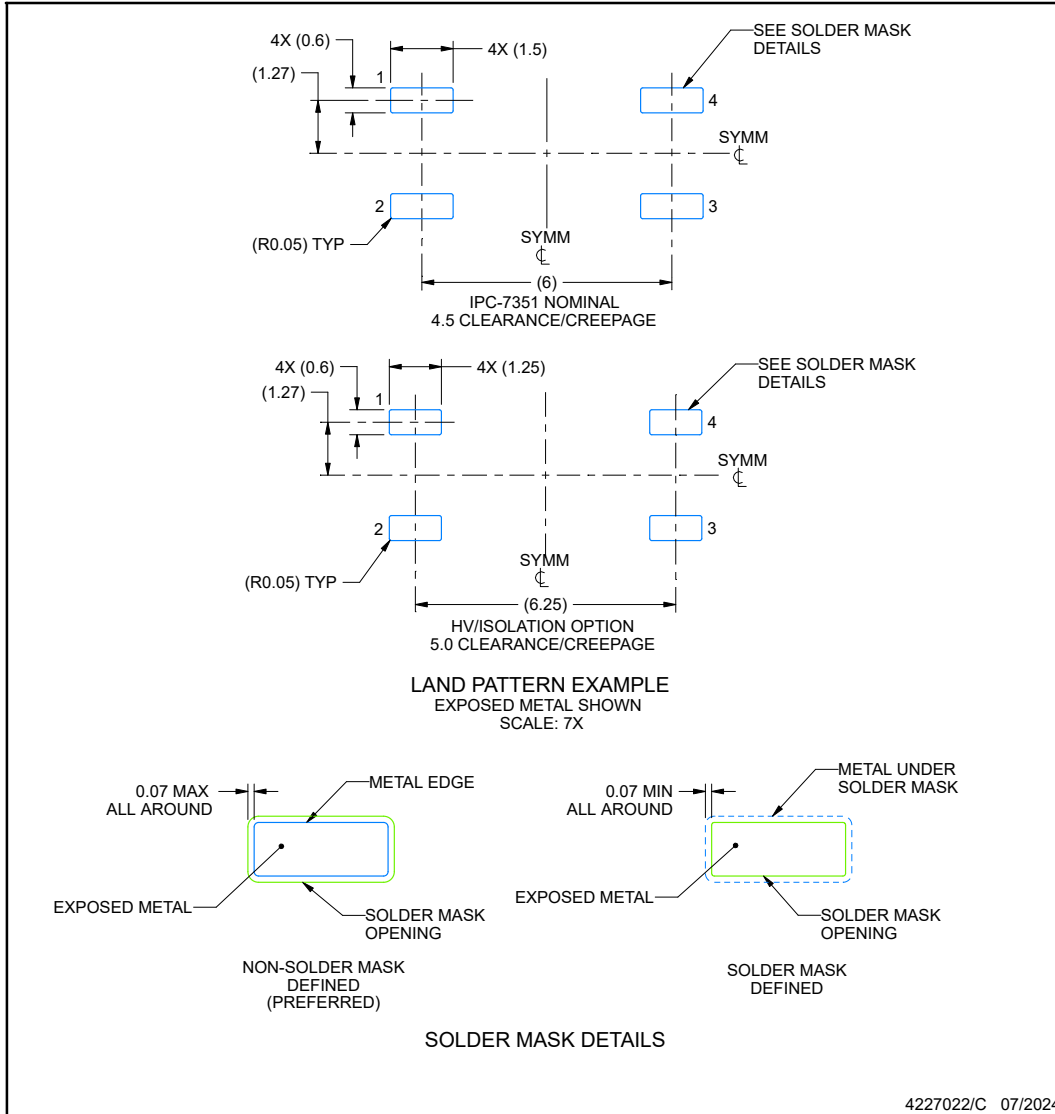 4X (0.6)
4X (1.5)
SEE SOLDER MASK
DETAILS
(1.27)
1
4
SYMM
℄
2
3
(R0.05) TYP
SYMM
℄
(6)
IPC-7351 NOMINAL
4.5 CLEARANCE/CREEPAGE
4X (0.6)
4X (1.25)
SEE SOLDER MASK
DETAILS
(1.27)
1
4
SYMM
℄
2
3
(R0.05) TYP
SYMM
℄
(6.25)
HV/ISOLATION OPTION
5.0 CLEARANCE/CREEPAGE
LAND PATTERN EXAMPLE
EXPOSED METAL SHOWN
SCALE: 7X
0.07 MAX
ALL AROUND
METAL EDGE
EXPOSED METAL
SOLDER MASK
OPENING
NON-SOLDER MASK
DEFINED
(PREFERRED)
0.07 MIN
ALL AROUND
METAL UNDER
SOLDER MASK
EXPOSED METAL
SOLDER MASK
OPENING
SOLDER MASK
DEFINED
SOLDER MASK DETAILS
4227022/C 07/2024